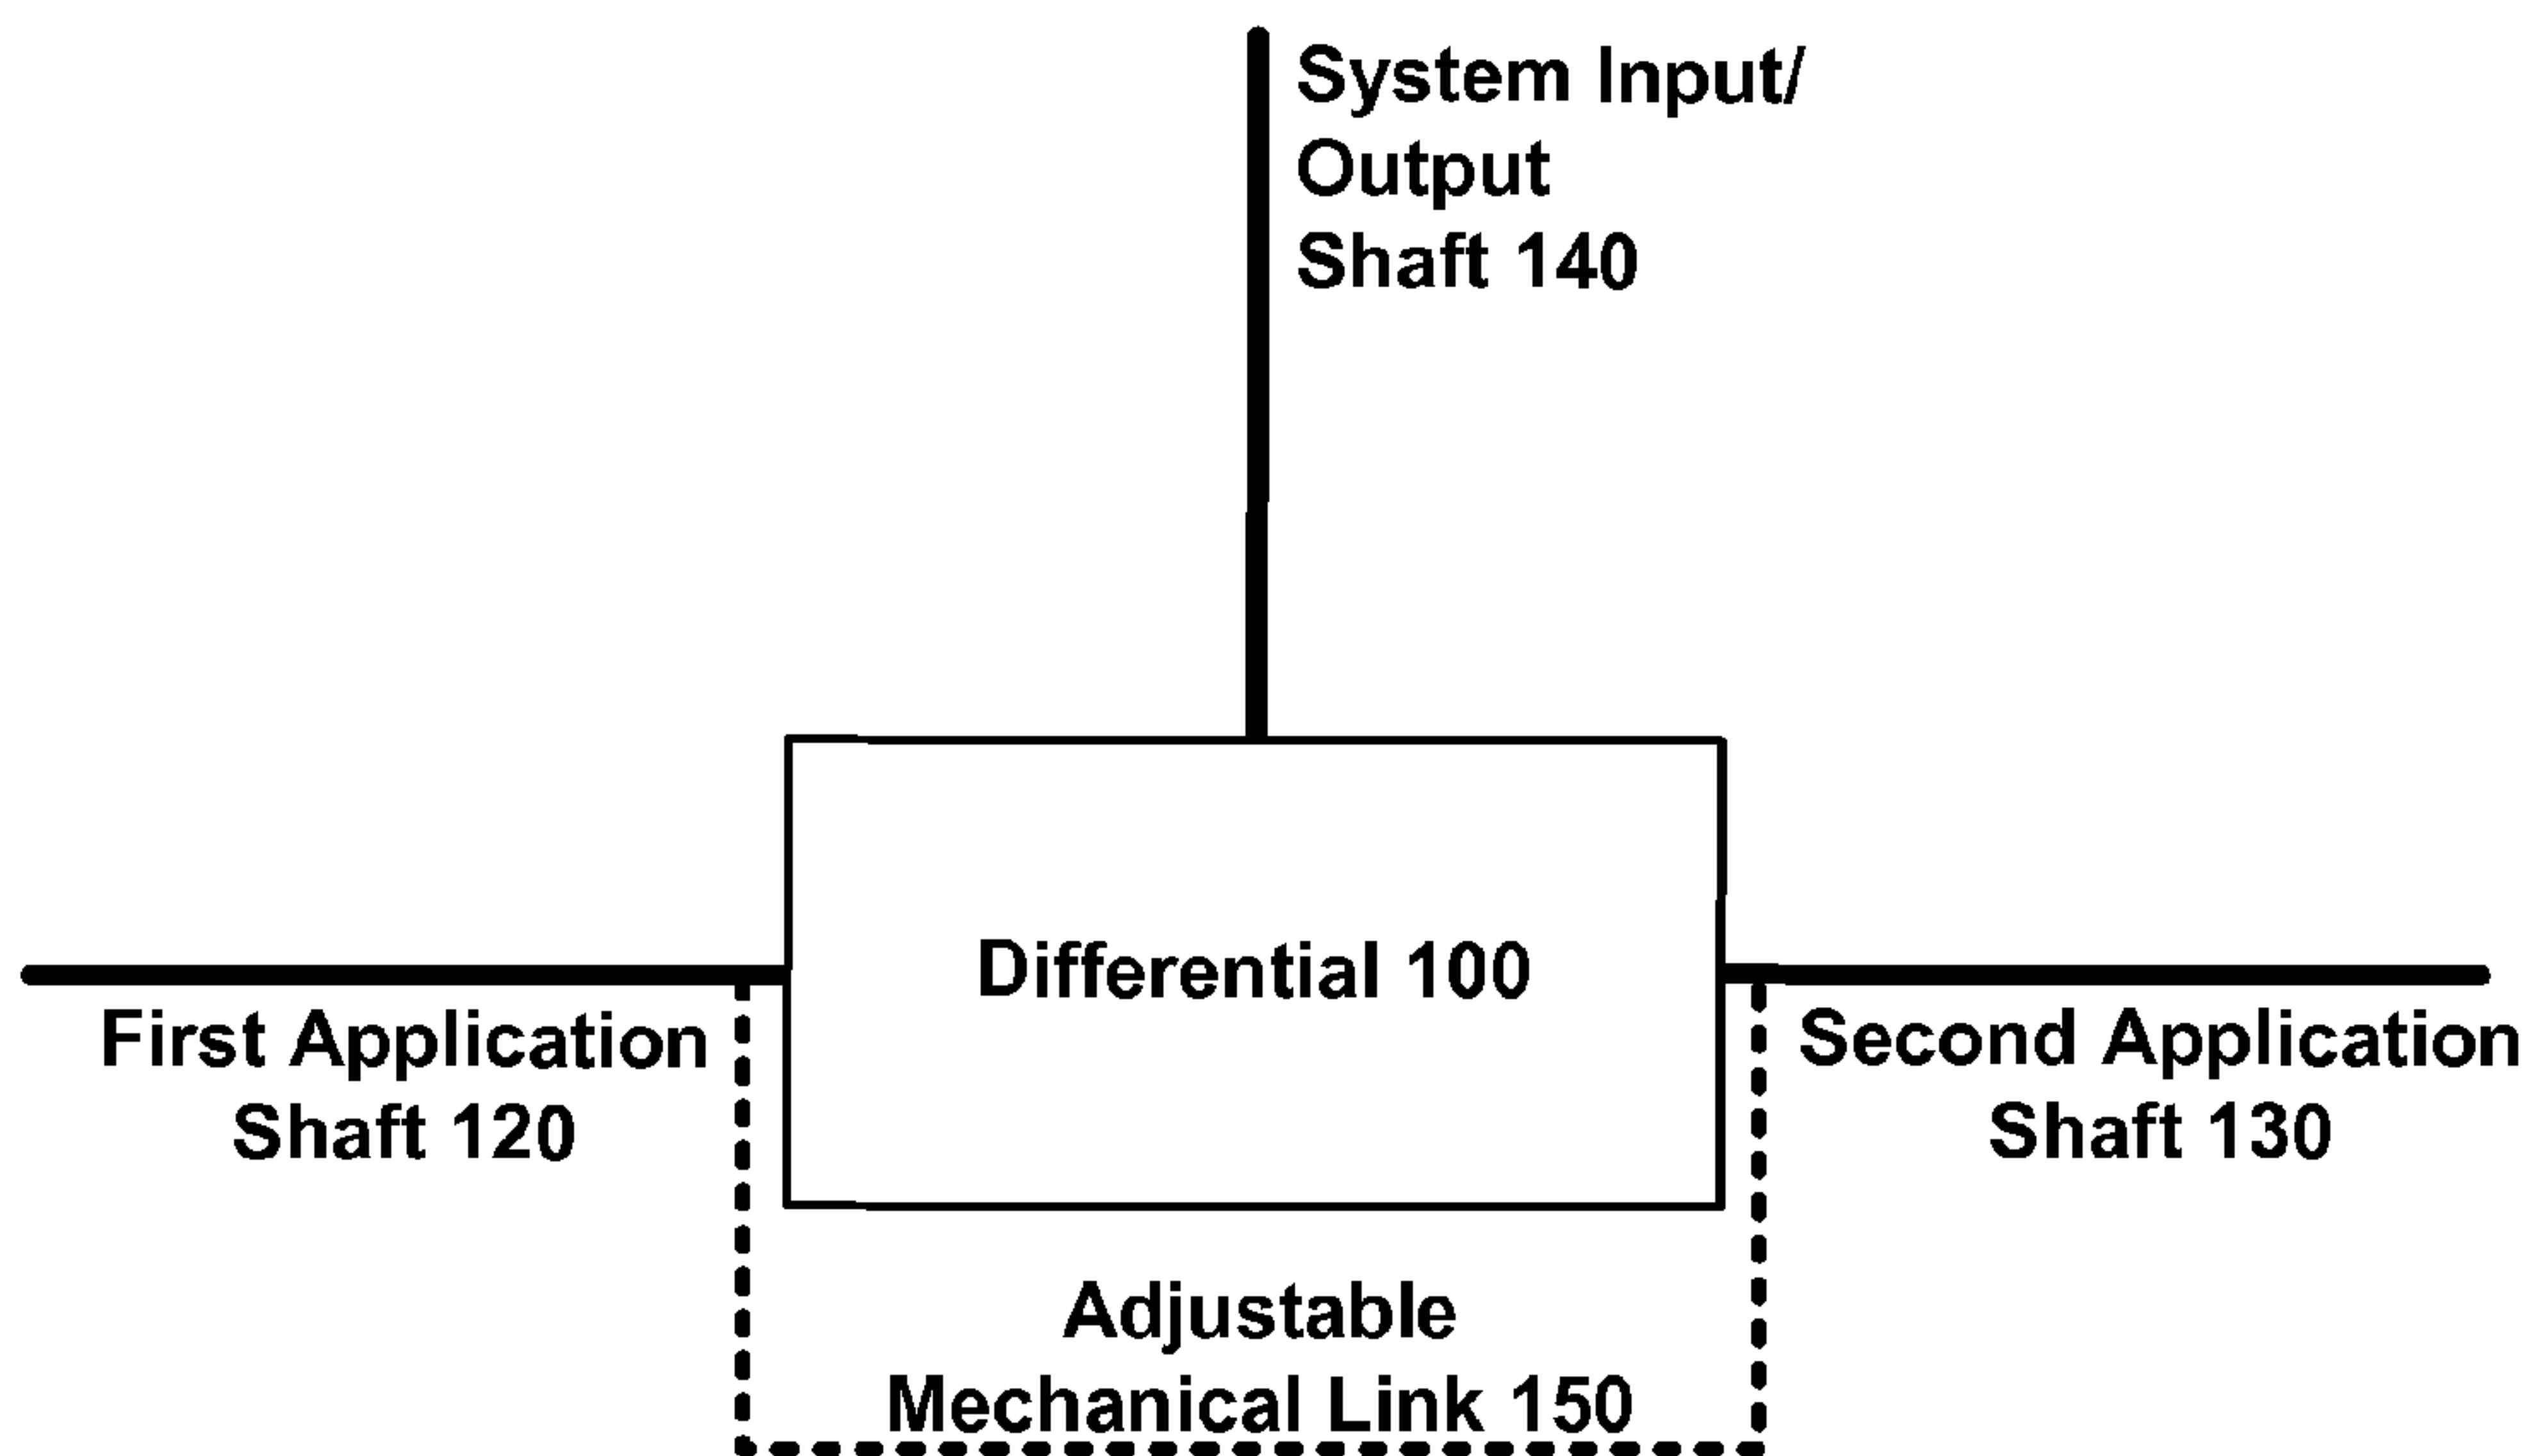 System Input/
Output
Shaft 140
Differential 100
First Application
Shaft 120
Second Application
Shaft 130
Adjustable
Mechanical Link 150